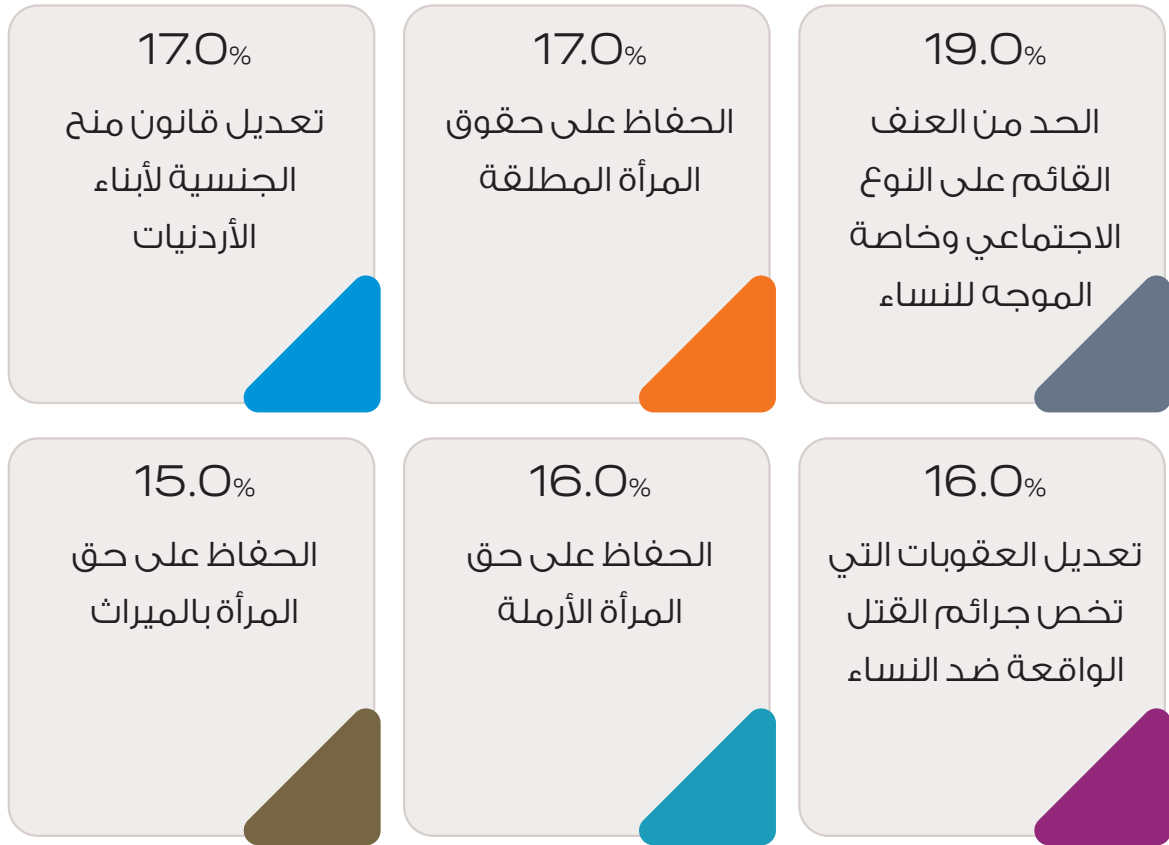 19.0%
الحد من العنف
القائم على النوع
الاجتماعي وخاصة
الموجه للنساء
17.0%
الحفاظ على حقوق
المرأة المطلقة
17.0%
تعديل قانون منح
الجنسية لأبناء
الأردنيات
16.0%
تعديل العقوبات التي
تخص جرائم القتل
الواقعة ضد النساء
16.0%
الحفاظ على حق
المرأة الأرملة
15.0%
الحفاظ على حق
المرأة بالميراث